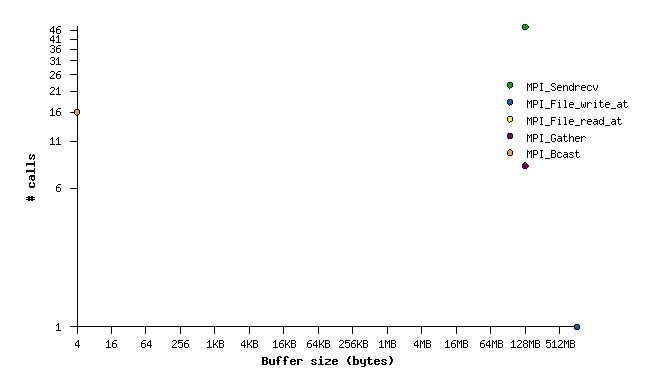 46
41
36
31
26
21
16
11
6
1
# calls
MPI_Sendrecv
MPI_File_write_at
MPI_File_read_at
MPI_Gather
MPI_Bcast
4 16 64 256 1KB 4KB 16KB 64KB 256KB 1MB 4MB 16MB 64MB 128MB 512MB
Buffer size (bytes)